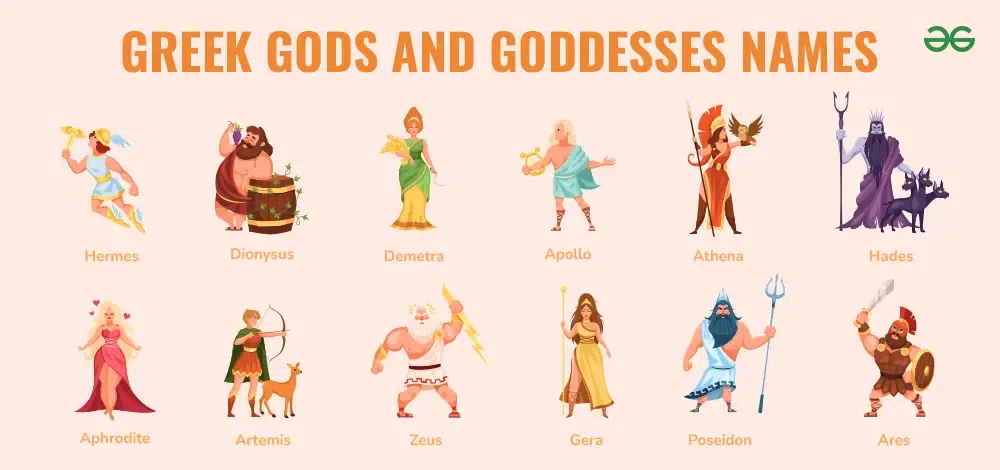 GREEK GODS AND GODDESSES NAMES
Hermes
Dionysus
Demetra
Apollo
Athena
Hades
Aphrodite
Artemis
Zeus
Gera
Poseidon
Ares